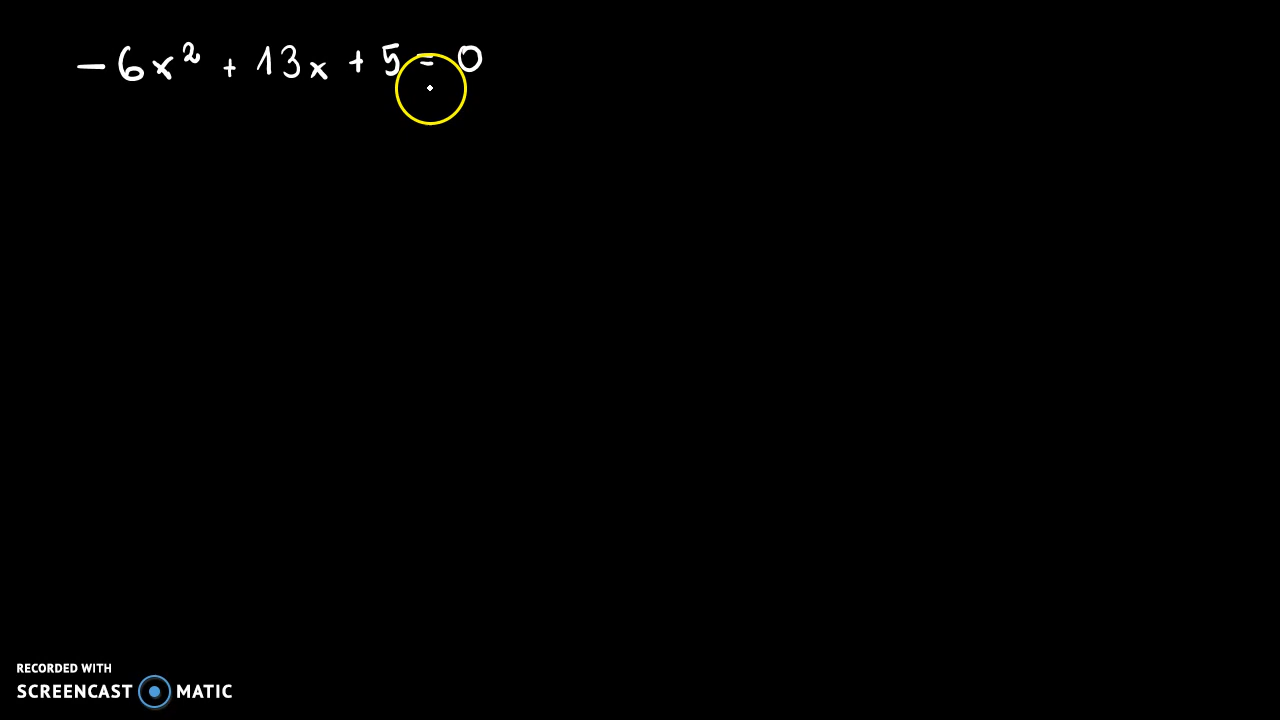 -6x² + 13x + 5 = 0
RECORDED WITH
SCREENCAST MATIC